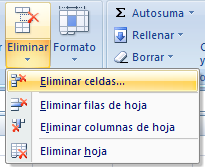 Eliminar
Formato
Σ Autosuma
Rellenar
Borrar
Eliminar celdas...
Eliminar filas de hoja
Eliminar columnas de hoja
Eliminar hoja